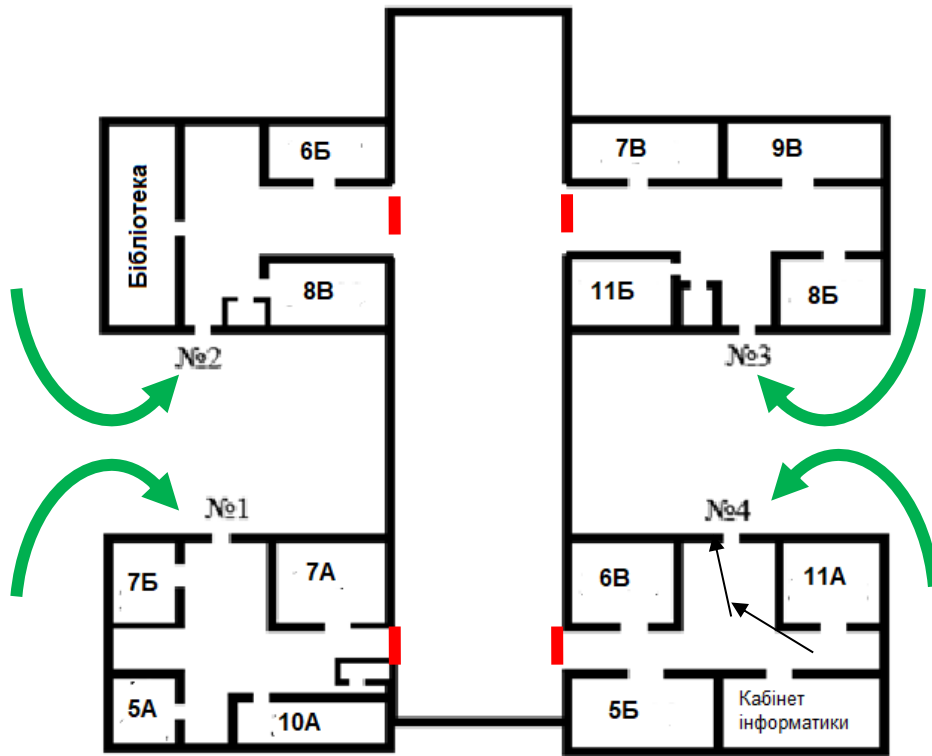 6Б
7В
9В
Бібліотека
8В
11Б
8Б
№2
№3
№1
№4
7Б
7А
6В
11А
5А
10А
5Б
Кабінет
інформатики